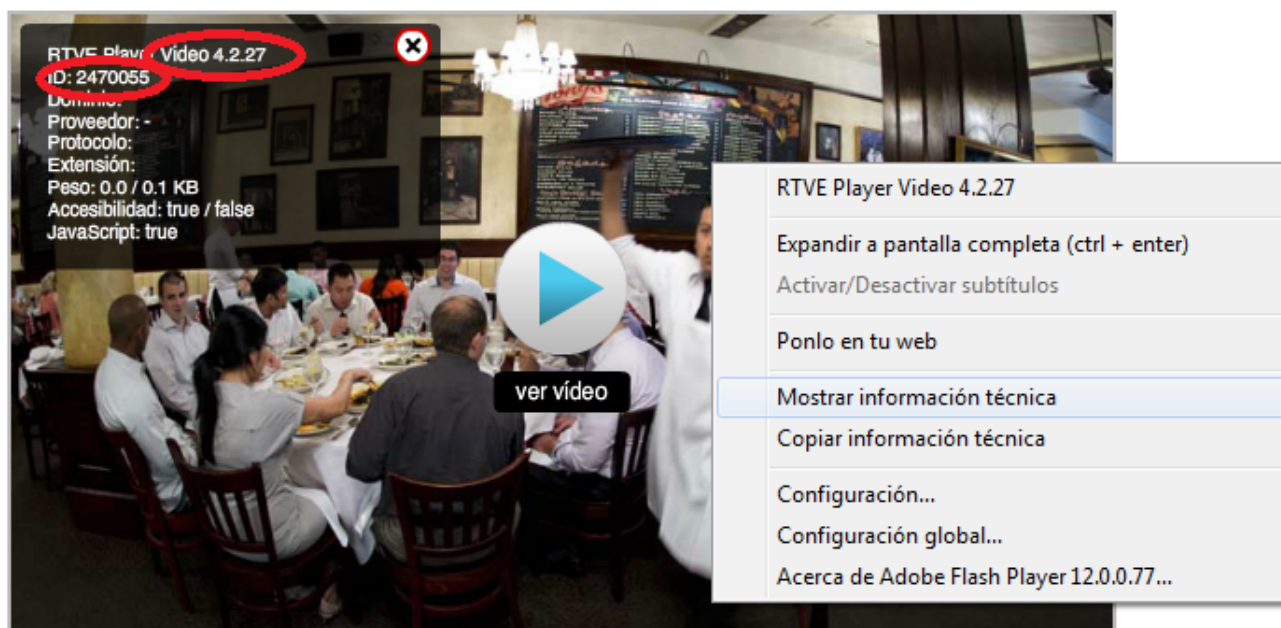 RTVE Player Video 4.2.27
ID: 2470055
Dominio:
Proveedor: -
Protocolo:
Extensión:
Peso: 0.0 / 0.1 KB
Accesibilidad: true / false
JavaScript: true
ver vídeo
RTVE Player Video 4.2.27
Expandir a pantalla completa (ctrl + enter)
Activar/Desactivar subtítulos
Ponlo en tu web
Mostrar información técnica
Copiar información técnica
Configuración...
Configuración global...
Acerca de Adobe Flash Player 12.0.0.77...